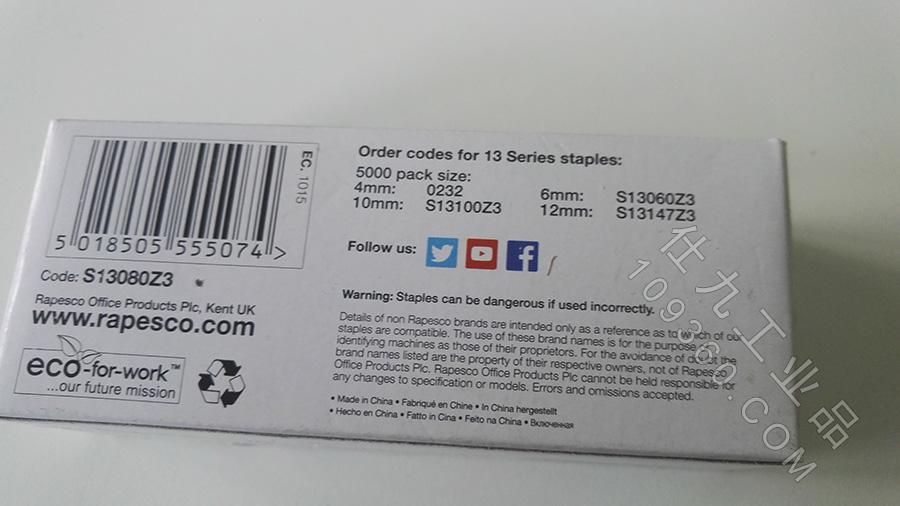 EC. 1015
5 018505 555074 >
Code: S13080Z3
Rapesco Office Products Plc, Kent UK
www.rapesco.com
eco-for-work™
...our future mission
Order codes for 13 Series staples:
5000 pack size:
4mm: 0232 6mm: S13060Z3
10mm: S13100Z3 12mm: S13147Z3
Follow us:
Warning: Staples can be dangerous if used incorrectly.
Details of non Rapesco brands are intended only as a reference as to which of our
staples are compatible. The use of these brand names is for the purpose of
identifying machines as those of their proprietors. For the avoidance of doubt the
brand names listed are the property of their respective owners, not of Rapesco
Office Products Plc. Rapesco Office Products Plc cannot be held responsible for
any changes to specification or models. Errors and omissions accepted.
• Made in China • Fabriqué en Chine • In China hergestellt
• Hecho en China • Fatto in Cina • Feito na China • Включенная
仕九工业品
109360.COM